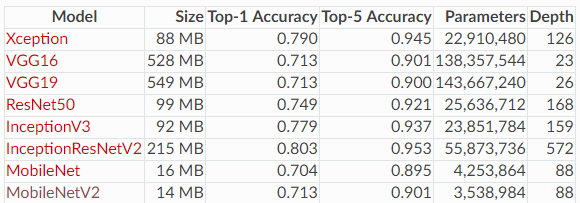 Model Size Top-1 Accuracy Top-5 Accuracy Parameters Depth
Xception 88 MB 0.790 0.945 22,910,480 126
VGG16 528 MB 0.713 0.901 138,357,544 23
VGG19 549 MB 0.713 0.900 143,667,240 26
ResNet50 99 MB 0.749 0.921 25,636,712 168
InceptionV3 92 MB 0.779 0.937 23,851,784 159
InceptionResNetV2 215 MB 0.803 0.953 55,873,736 572
MobileNet 16 MB 0.704 0.895 4,253,864 88
MobileNetV2 14 MB 0.713 0.901 3,538,984 88